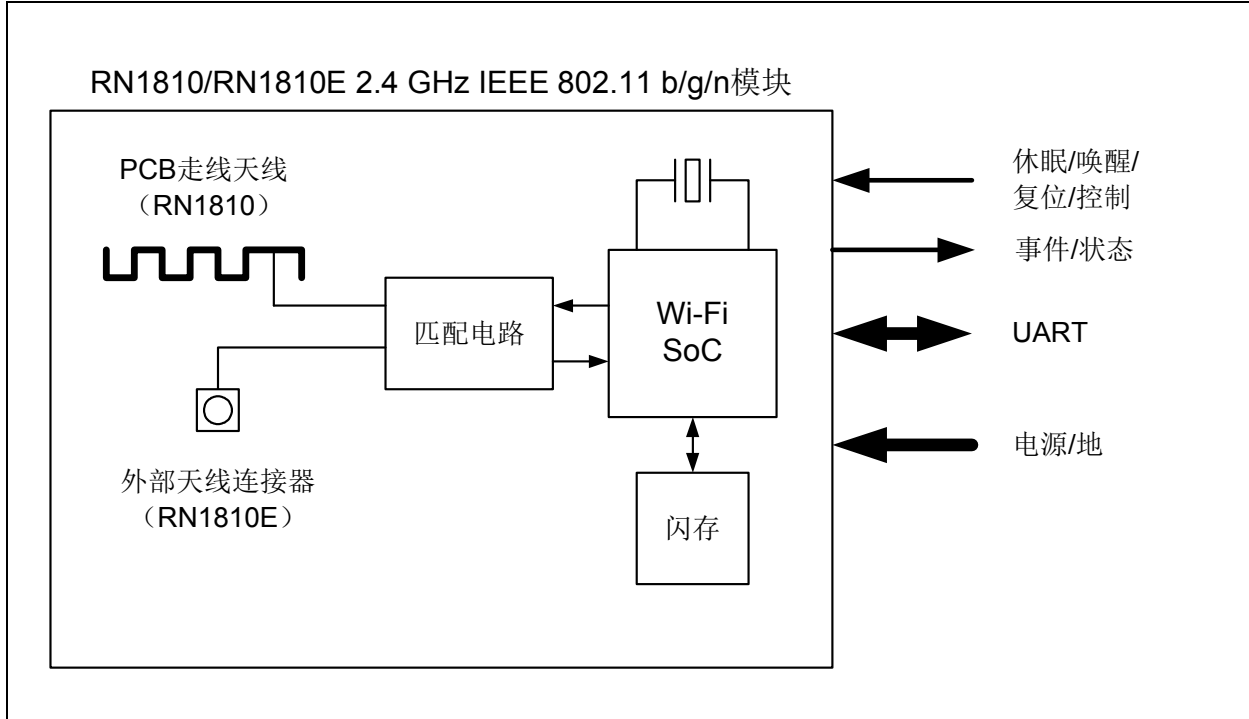 RN1810/RN1810E 2.4 GHz IEEE 802.11 b/g/n模块
PCB走线天线
（RN1810）
匹配电路
Wi-Fi
SoC
外部天线连接器
（RN1810E）
闪存
休眠/唤醒/
复位/控制
事件/状态
UART
电源/地